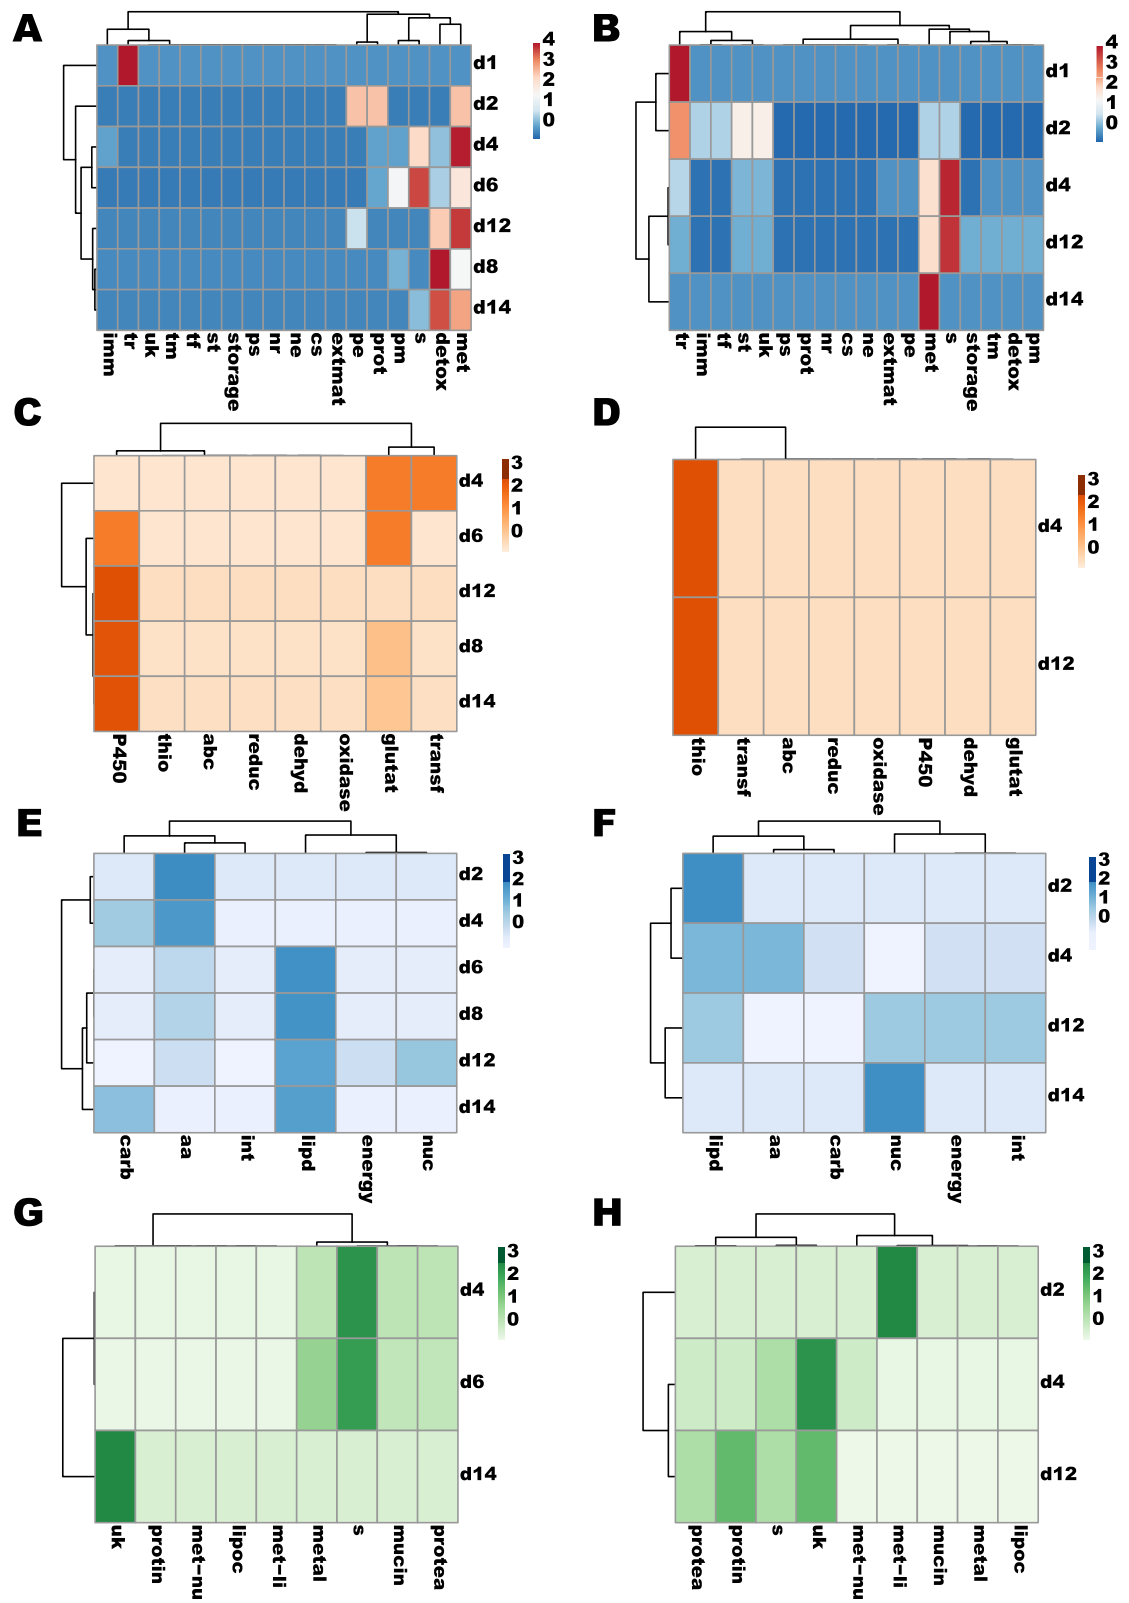 A
4
3
2
1
0
d1
d2
d4
d6
d12
d8
d14
imm tr uk tm tf st storage ps nr ne cs extmat pe prot pm s detox met
B
4
3
2
1
0
d1
d2
d4
d12
d14
tr imm tf st uk ps prot nr cs ne extmat pe met s storage tm detox pm
C
3
2
1
0
d4
d6
d12
d8
d14
P450 thio abc reduc dehyd oxidase glutat transf
D
3
2
1
0
d4
d12
thio transf abc reduc oxidase P450 dehyd glutat
E
3
2
1
0
d2
d4
d6
d8
d12
d14
carb aa int lipd energy nuc
F
3
2
1
0
d2
d4
d12
d14
lipd aa carb nuc energy int
G
3
2
1
0
d4
d6
d14
uk protin met-nu lipoc met-li metal s mucin protea
H
3
2
1
0
d2
d4
d12
protea protin s uk met-nu met-li mucin metal lipoc